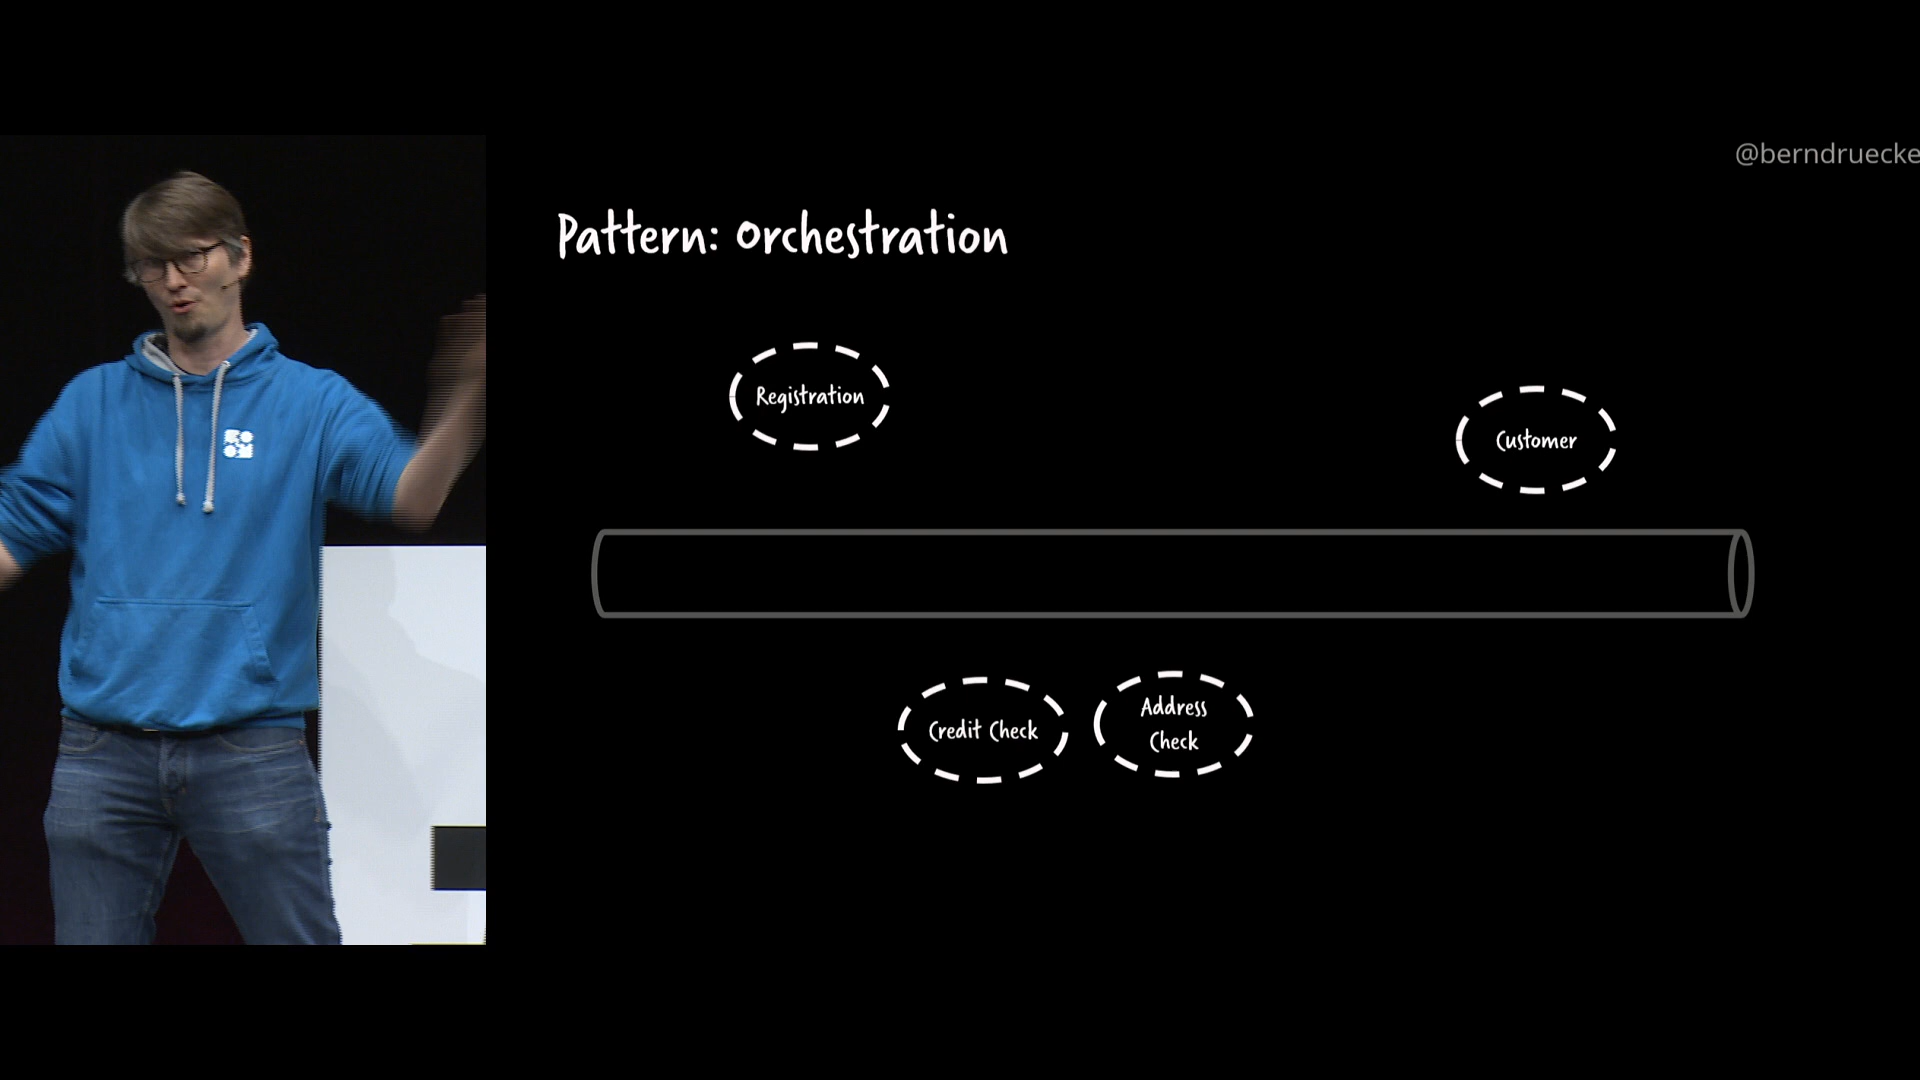 @berndruecke
Pattern: Orchestration
Registration
Customer
Credit Check
Address
Check